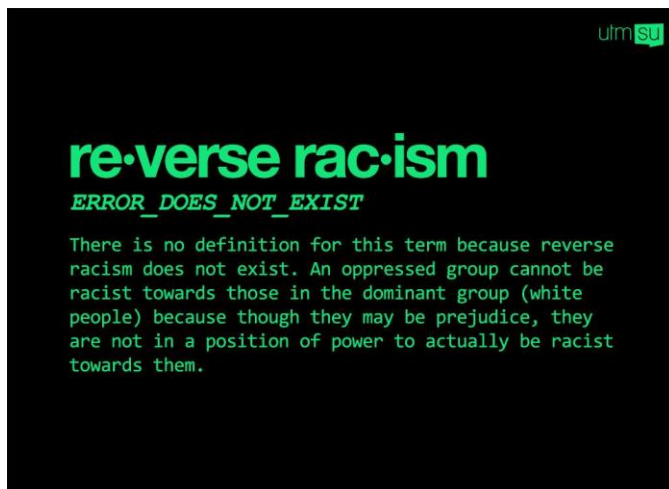 utm su
re·verse rac·ism
ERROR_DOES_NOT_EXIST
There is no definition for this term because reverse
racism does not exist. An oppressed group cannot be
racist towards those in the dominant group (white
people) because though they may be prejudice, they
are not in a position of power to actually be racist
towards them.